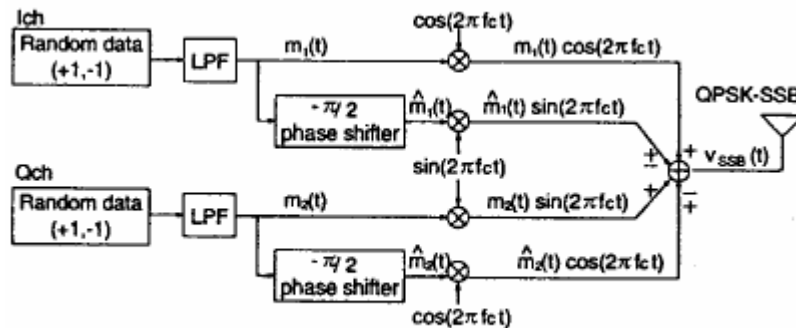 Ich
Random data
(+1,-1)
LPF
m₁(t)
cos(2πfct)
m₁(t) cos(2πfct)
- π/2
phase shifter
m̂₁(t)
m̂₁(t) sin(2πfct)
sin(2πfct)
QPSK-SSB
+
∓
+
∓
v_SSB(t)
Qch
Random data
(+1,-1)
LPF
m₂(t)
m₂(t) sin(2πfct)
- π/2
phase shifter
m̂₂(t)
m̂₂(t) cos(2πfct)
cos(2πfct)